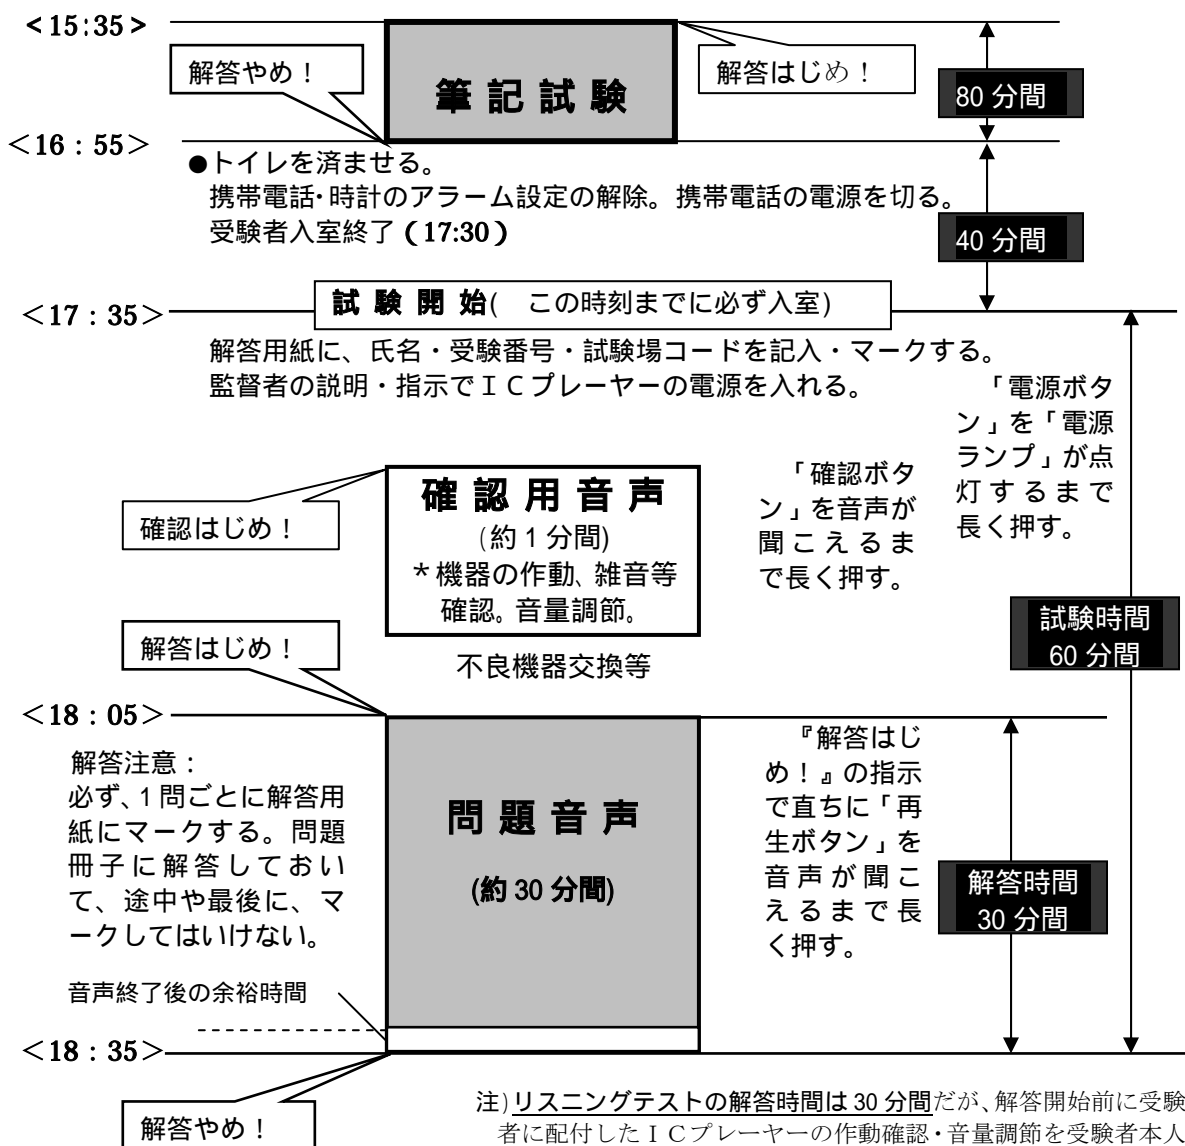 <15:35>
解答やめ！
筆記試験
解答はじめ！
80 分間
<16：55>
●トイレを済ませる。
携帯電話・時計のアラーム設定の解除。携帯電話の電源を切る。
受験者入室終了（17:30）
40 分間
<17：35>
試 験 開 始(　この時刻までに必ず入室)
解答用紙に、氏名・受験番号・試験場コードを記入・マークする。
監督者の説明・指示でＩＣプレーヤーの電源を入れる。
「電源ボタ
ン」を「電源
ランプ」が点
灯するまで
長く押す。
確認はじめ！
確 認 用 音 声
(約 1 分間)
＊機器の作動、雑音等
確認。音量調節。
「確認ボタ
ン」を音声が
聞こえるま
で長く押す。
試験時間
60 分間
解答はじめ！
不良機器交換等
<18：05>
解答注意：
必ず、1 問ごとに解答用
紙にマークする。問題
冊子に解答しておい
て、途中や最後に、マ
ークしてはいけない。
問 題 音 声
(約 30 分間)
『解答はじ
め！』の指示
で直ちに「再
生ボタン」を
音声が聞こ
えるまで長
く押す。
解答時間
30 分間
音声終了後の余裕時間
<18：35>
解答やめ！
注)リスニングテストの解答時間は 30 分間だが、解答開始前に受験
者に配付したＩＣプレーヤーの作動確認・音量調節を受験者本人